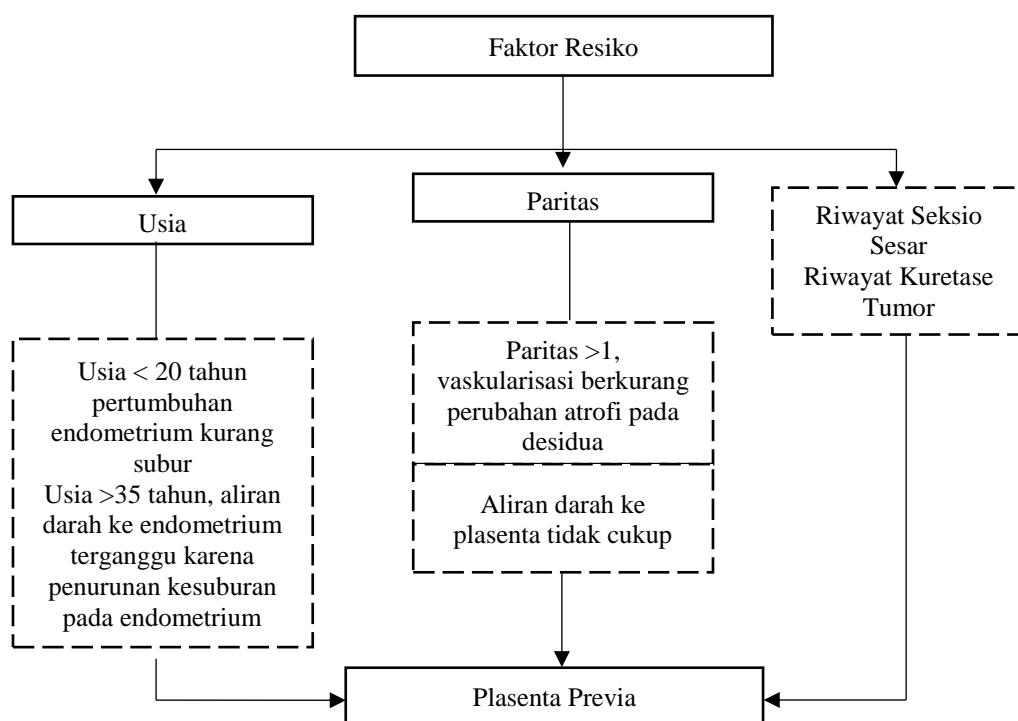 Faktor Resiko
Usia
Paritas
Riwayat Seksio
Sesar
Riwayat Kuretase
Tumor
Usia < 20 tahun
pertumbuhan
endometrium kurang
subur
Usia >35 tahun, aliran
darah ke endometrium
terganggu karena
penurunan kesuburan
pada endometrium
Paritas >1,
vaskularisasi berkurang
perubahan atrofi pada
desidua
Aliran darah ke
plasenta tidak cukup
Plasenta Previa